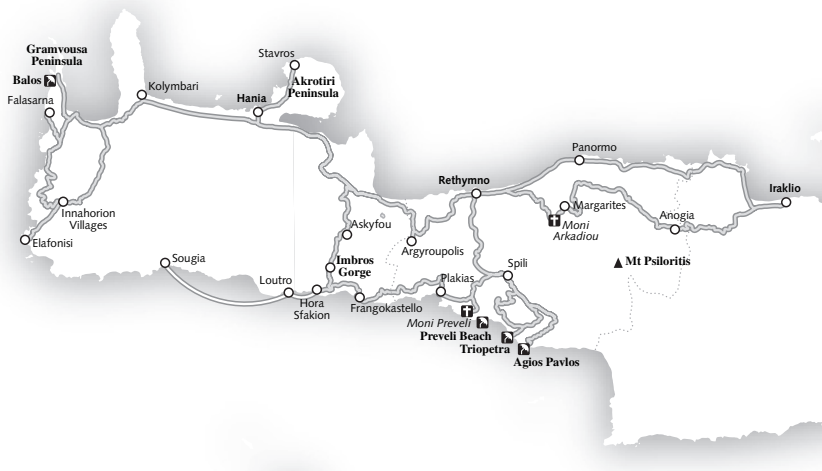 Gramvousa
Peninsula
Balos
Falasarna
Kolymbari
Stavros
Akrotiri
Peninsula
Hania
Innahorion
Villages
Elafonisi
Sougia
Loutro
Hora
Sfakion
Imbros
Gorge
Askyfou
Frangokastello
Argyroupolis
Rethymno
Plakias
Moni Preveli
Preveli Beach
Triopetra
Agios Pavlos
Spili
Panormo
Margarites
Moni
Arkadiou
Anogia
Iraklio
Mt Psiloritis